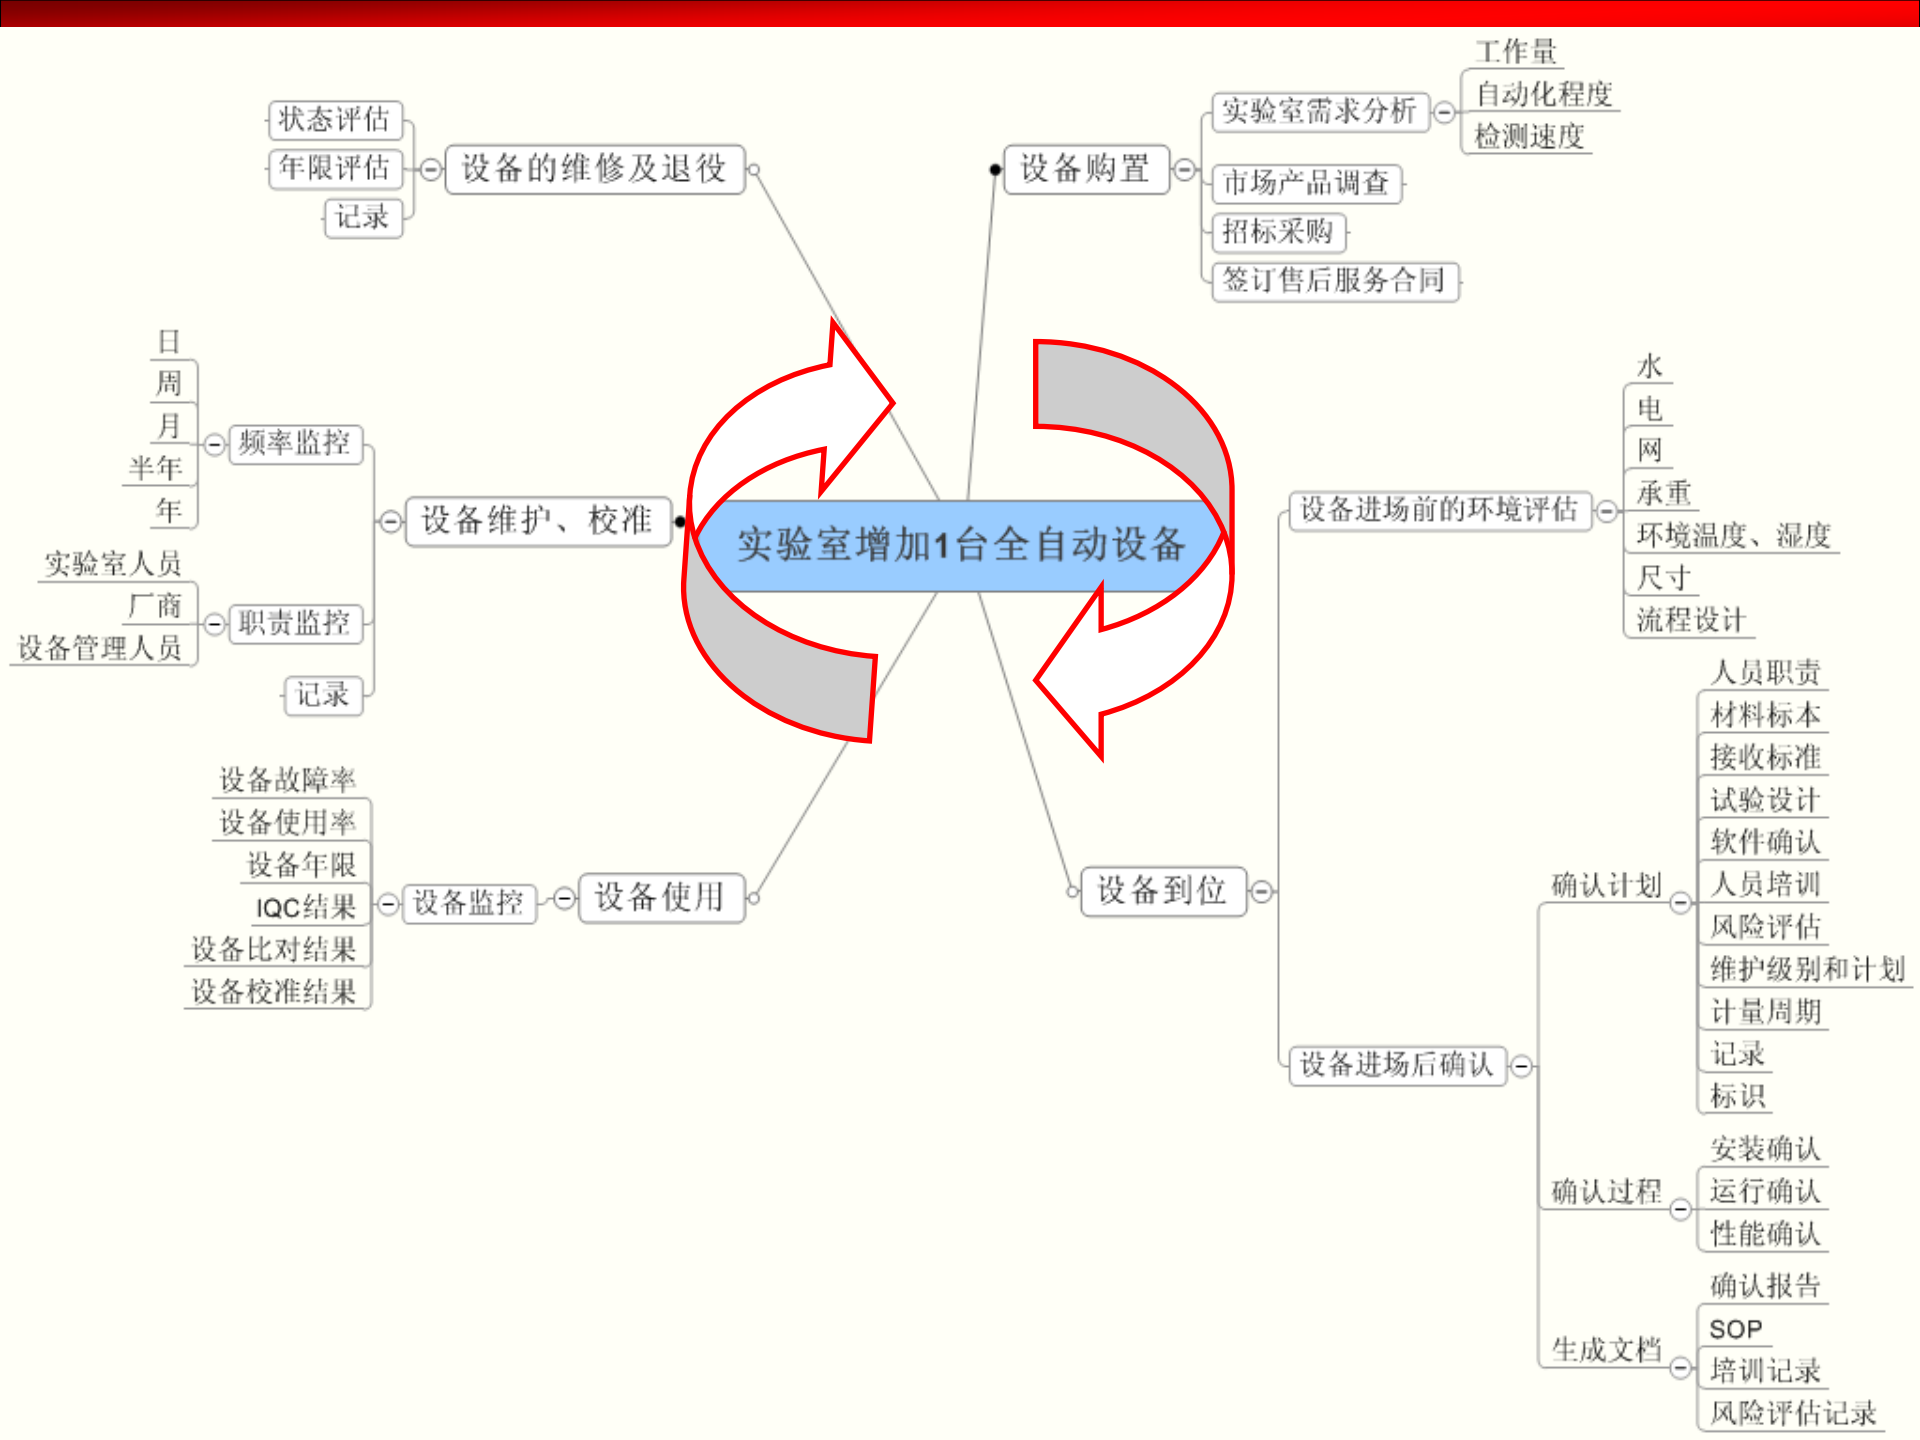 实验室增加1台全自动设备
设备购置
实验室需求分析
工作量
自动化程度
检测速度
市场产品调查
招标采购
签订售后服务合同
设备到位
设备进场前的环境评估
水
电
网
承重
环境温度、湿度
尺寸
流程设计
设备进场后确认
确认计划
人员职责
材料标本
接收标准
试验设计
软件确认
人员培训
风险评估
维护级别和计划
计量周期
记录
标识
确认过程
安装确认
运行确认
性能确认
生成文档
确认报告
SOP
培训记录
风险评估记录
设备使用
设备监控
设备故障率
设备使用率
设备年限
IQC结果
设备比对结果
设备校准结果
设备维护、校准
频率监控
日
周
月
半年
年
职责监控
实验室人员
厂商
设备管理人员
记录
设备的维修及退役
状态评估
年限评估
记录